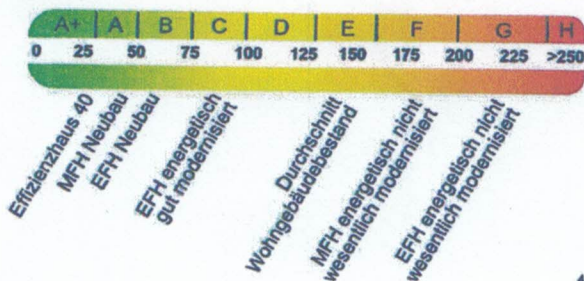 A+ A B C D E F G H
0 25 50 75 100 125 150 175 200 225 >250
Effizienzhaus 40
MFH Neubau
EFH Neubau
EFH energetisch
gut modernisiert
Durchschnitt
Wohngebäudebestand
MFH energetisch nicht
wesentlich modernisiert
EFH energetisch nicht
wesentlich modernisiert